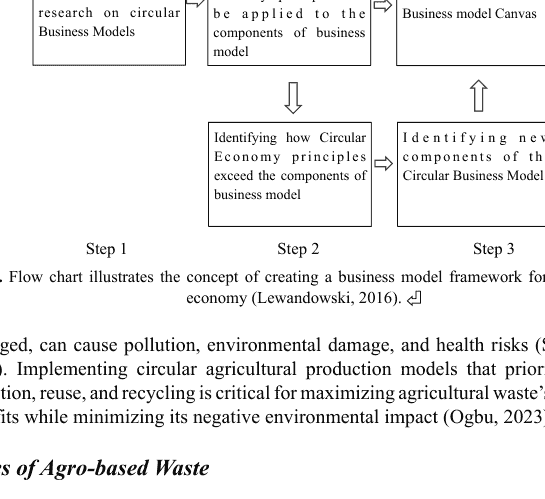 research on circular
Business Models
be applied to the
components of business
model
Business model Canvas
Identifying how Circular
Economy principles
exceed the components of
business model
Identifying new
components of th
Circular Business Model
Step 1
Step 2
Step 3
. Flow chart illustrates the concept of creating a business model framework for
economy (Lewandowski, 2016).
ged, can cause pollution, environmental damage, and health risks (S
). Implementing circular agricultural production models that priori
tion, reuse, and recycling is critical for maximizing agricultural waste's
fits while minimizing its negative environmental impact (Ogbu, 2023)
es of Agro-based Waste